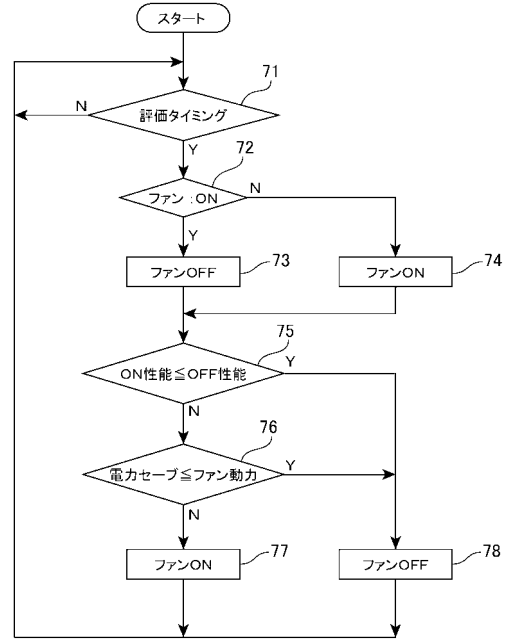 スタート
71
評価タイミング
N
Y
72
ファン：ON
N
Y
ファンOFF
73
ファンON
74
75
ON性能≦OFF性能
Y
N
76
電力セーブ≦ファン動力
Y
N
ファンON
77
ファンOFF
78